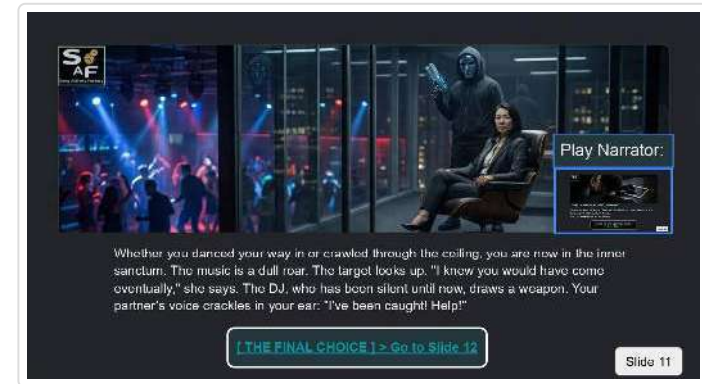 S
A
F
Play Narrator:
Whether you danced your way in or crawled through the ceiling, you are now in the inner
sanctum. The music is a dull roar. The target looks up. "I knew you would have come
eventually," she says. The DJ, who has been silent until now, draws a weapon. Your
partner's voice crackles in your ear: "I've been caught! Help!"
[ THE FINAL CHOICE ] > Go to Slide 12
Slide 11